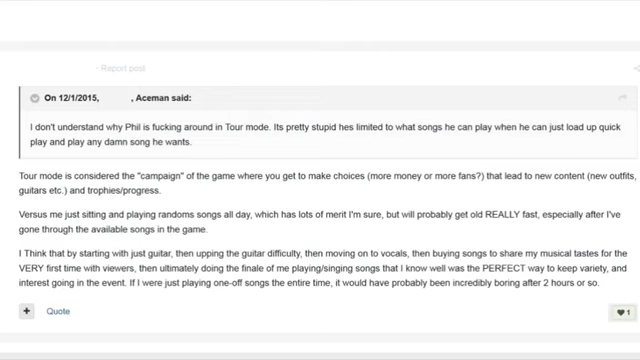 - Report post
On 12/1/2015, , Aceman said:
I don't understand why Phil is fucking around in Tour mode. Its pretty stupid hes limited to what songs he can play when he can just load up quick
play and play any damn song he wants.
Tour mode is considered the "campaign" of the game where you get to make choices (more money or more fans?) that lead to new content (new outfits,
guitars etc.) and trophies/progress.
Versus me just sitting and playing randoms songs all day, which has lots of merit I'm sure, but will probably get old REALLY fast, especially after I've
gone through the available songs in the game.
I Think that by starting with just guitar, then upping the guitar difficulty, then moving on to vocals, then buying songs to share my musical tastes for the
VERY first time with viewers, then ultimately doing the finale of me playing/singing songs that I know well was the PERFECT way to keep variety, and
interest going in the event. If I were just playing one-off songs the entire time, it would have probably been incredibly boring after 2 hours or so.
+ Quote
1